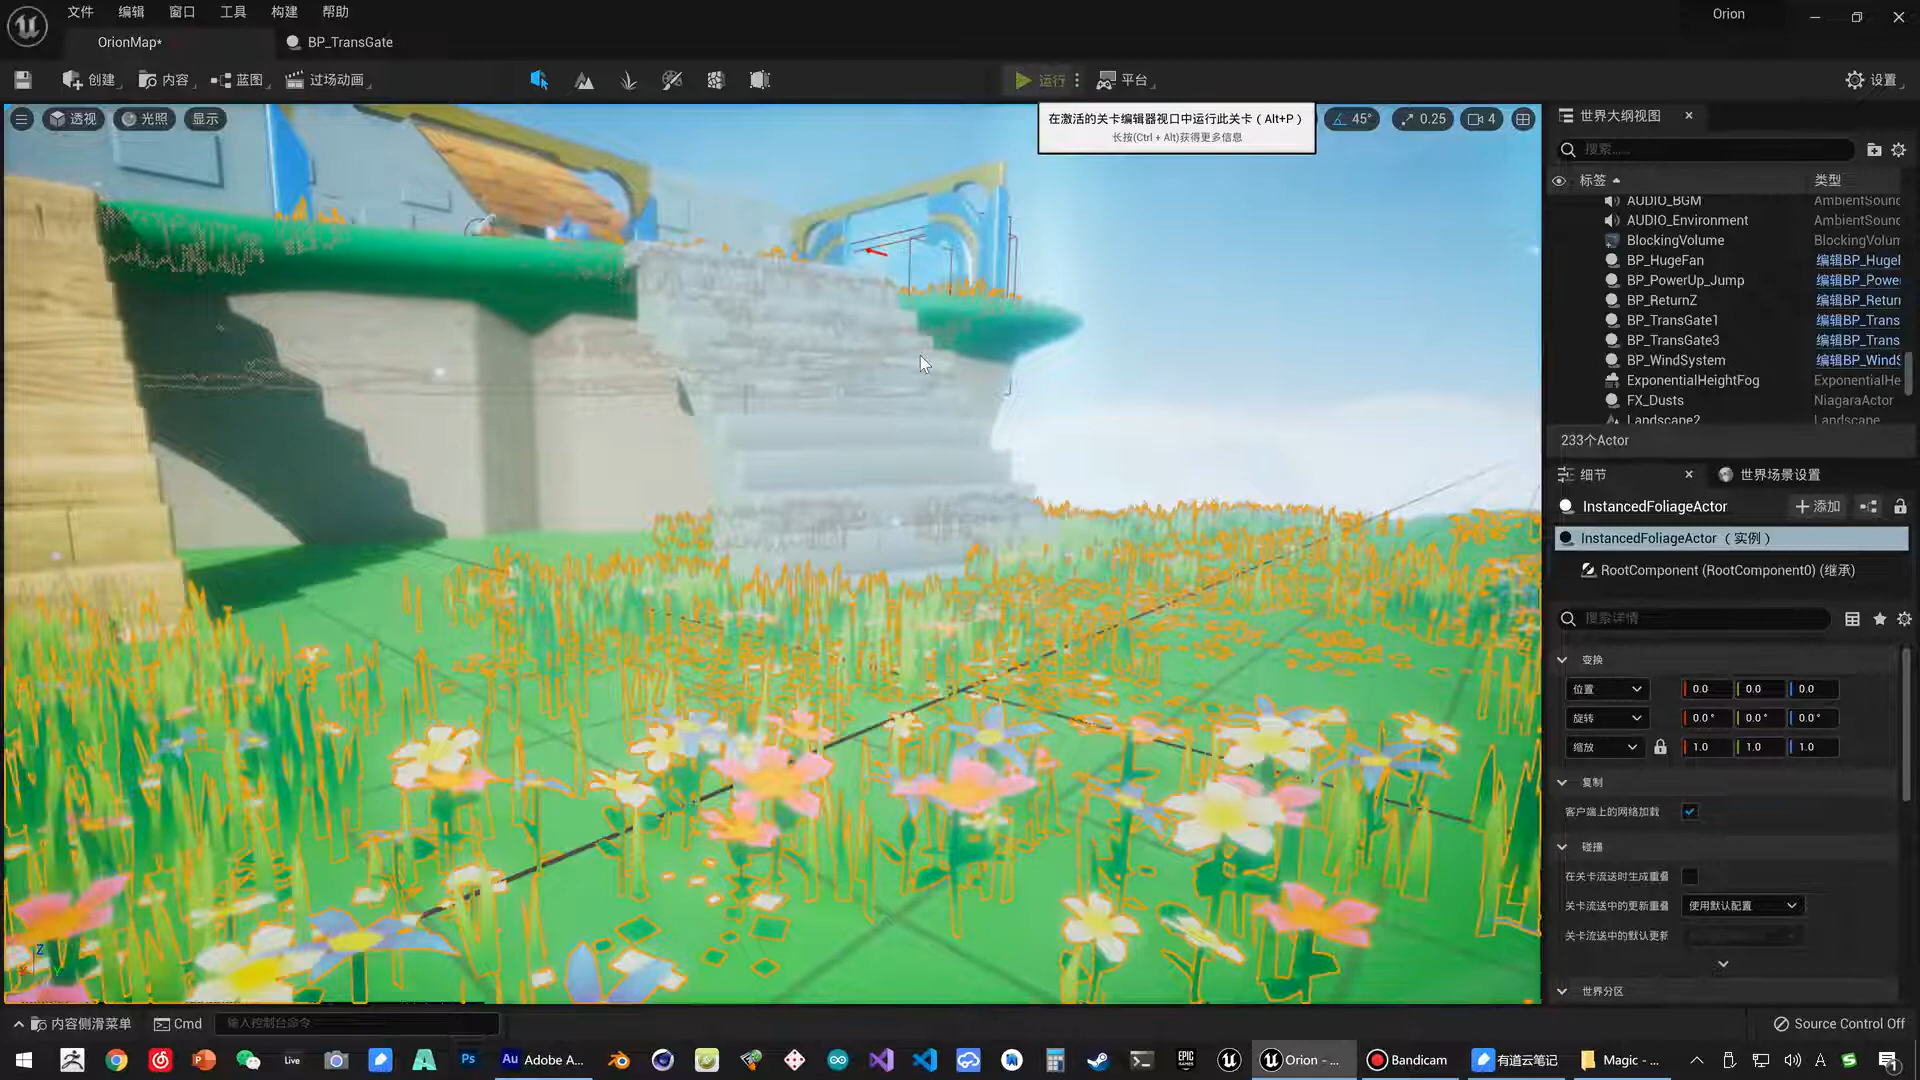 文件 编辑 窗口 工具 构建 帮助
Orion
OrionMap*
BP_TransGate
创建 内容 蓝图 过场动画
运行 平台
设置
透视 光照 显示
在激活的关卡编辑器视口中运行此关卡（Alt+P）
长按(Ctrl + Alt)获得更多信息
45° 0.25 4
世界大纲视图
搜索……
标签 类型
AUDIO_BGM AmbientSound
AUDIO_Environment AmbientSound
BlockingVolume BlockingVolum
BP_HugeFan 编辑BP_HugeF
BP_PowerUp_Jump 编辑BP_Powe
BP_ReturnZ 编辑BP_Return
BP_TransGate1 编辑BP_Trans
BP_TransGate3 编辑BP_Trans
BP_WindSystem 编辑BP_WindS
ExponentialHeightFog ExponentialHe
FX_Dusts NiagaraActor
Landscape2 Landscape
233个Actor
细节 世界场景设置
InstancedFoliageActor 添加
InstancedFoliageActor （实例）
RootComponent (RootComponent0) (继承)
搜索详情
变换
位置 0.0 0.0 0.0
旋转 0.0° 0.0° 0.0°
缩放 1.0 1.0 1.0
复制
客户端上的网络加载
碰撞
在关卡流送时生成重叠
关卡流送中的更新重叠 使用默认配置
关卡流送中的默认更新
世界分区
内容侧滑菜单 Cmd 输入控制台命令
Source Control Off
Z
X Y
Live
Ps
Au Adobe A...
EPIC GAMES
Orion - ...
Bandicam
有道云笔记
Magic - ...
A S
1